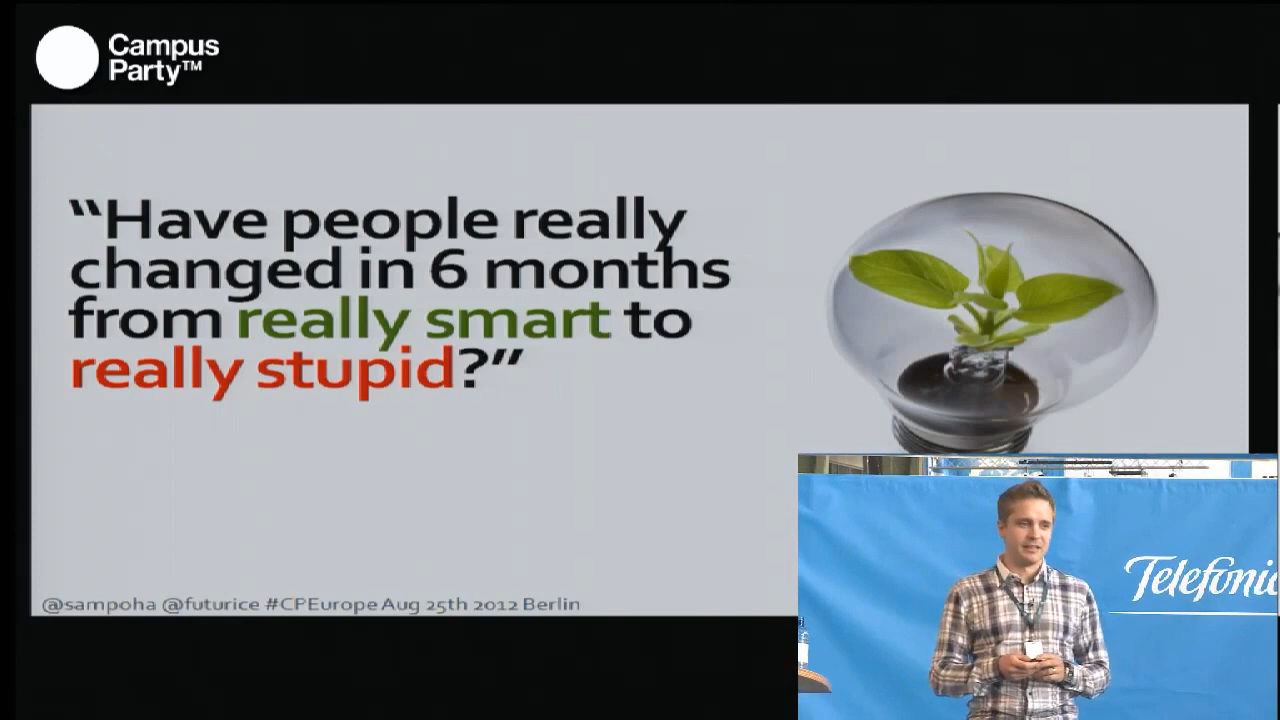 Campus
Party™
“Have people really
changed in 6 months
from really smart to
really stupid?”
@sampoha @futurice #CPEurope Aug 25th 2012 Berlin